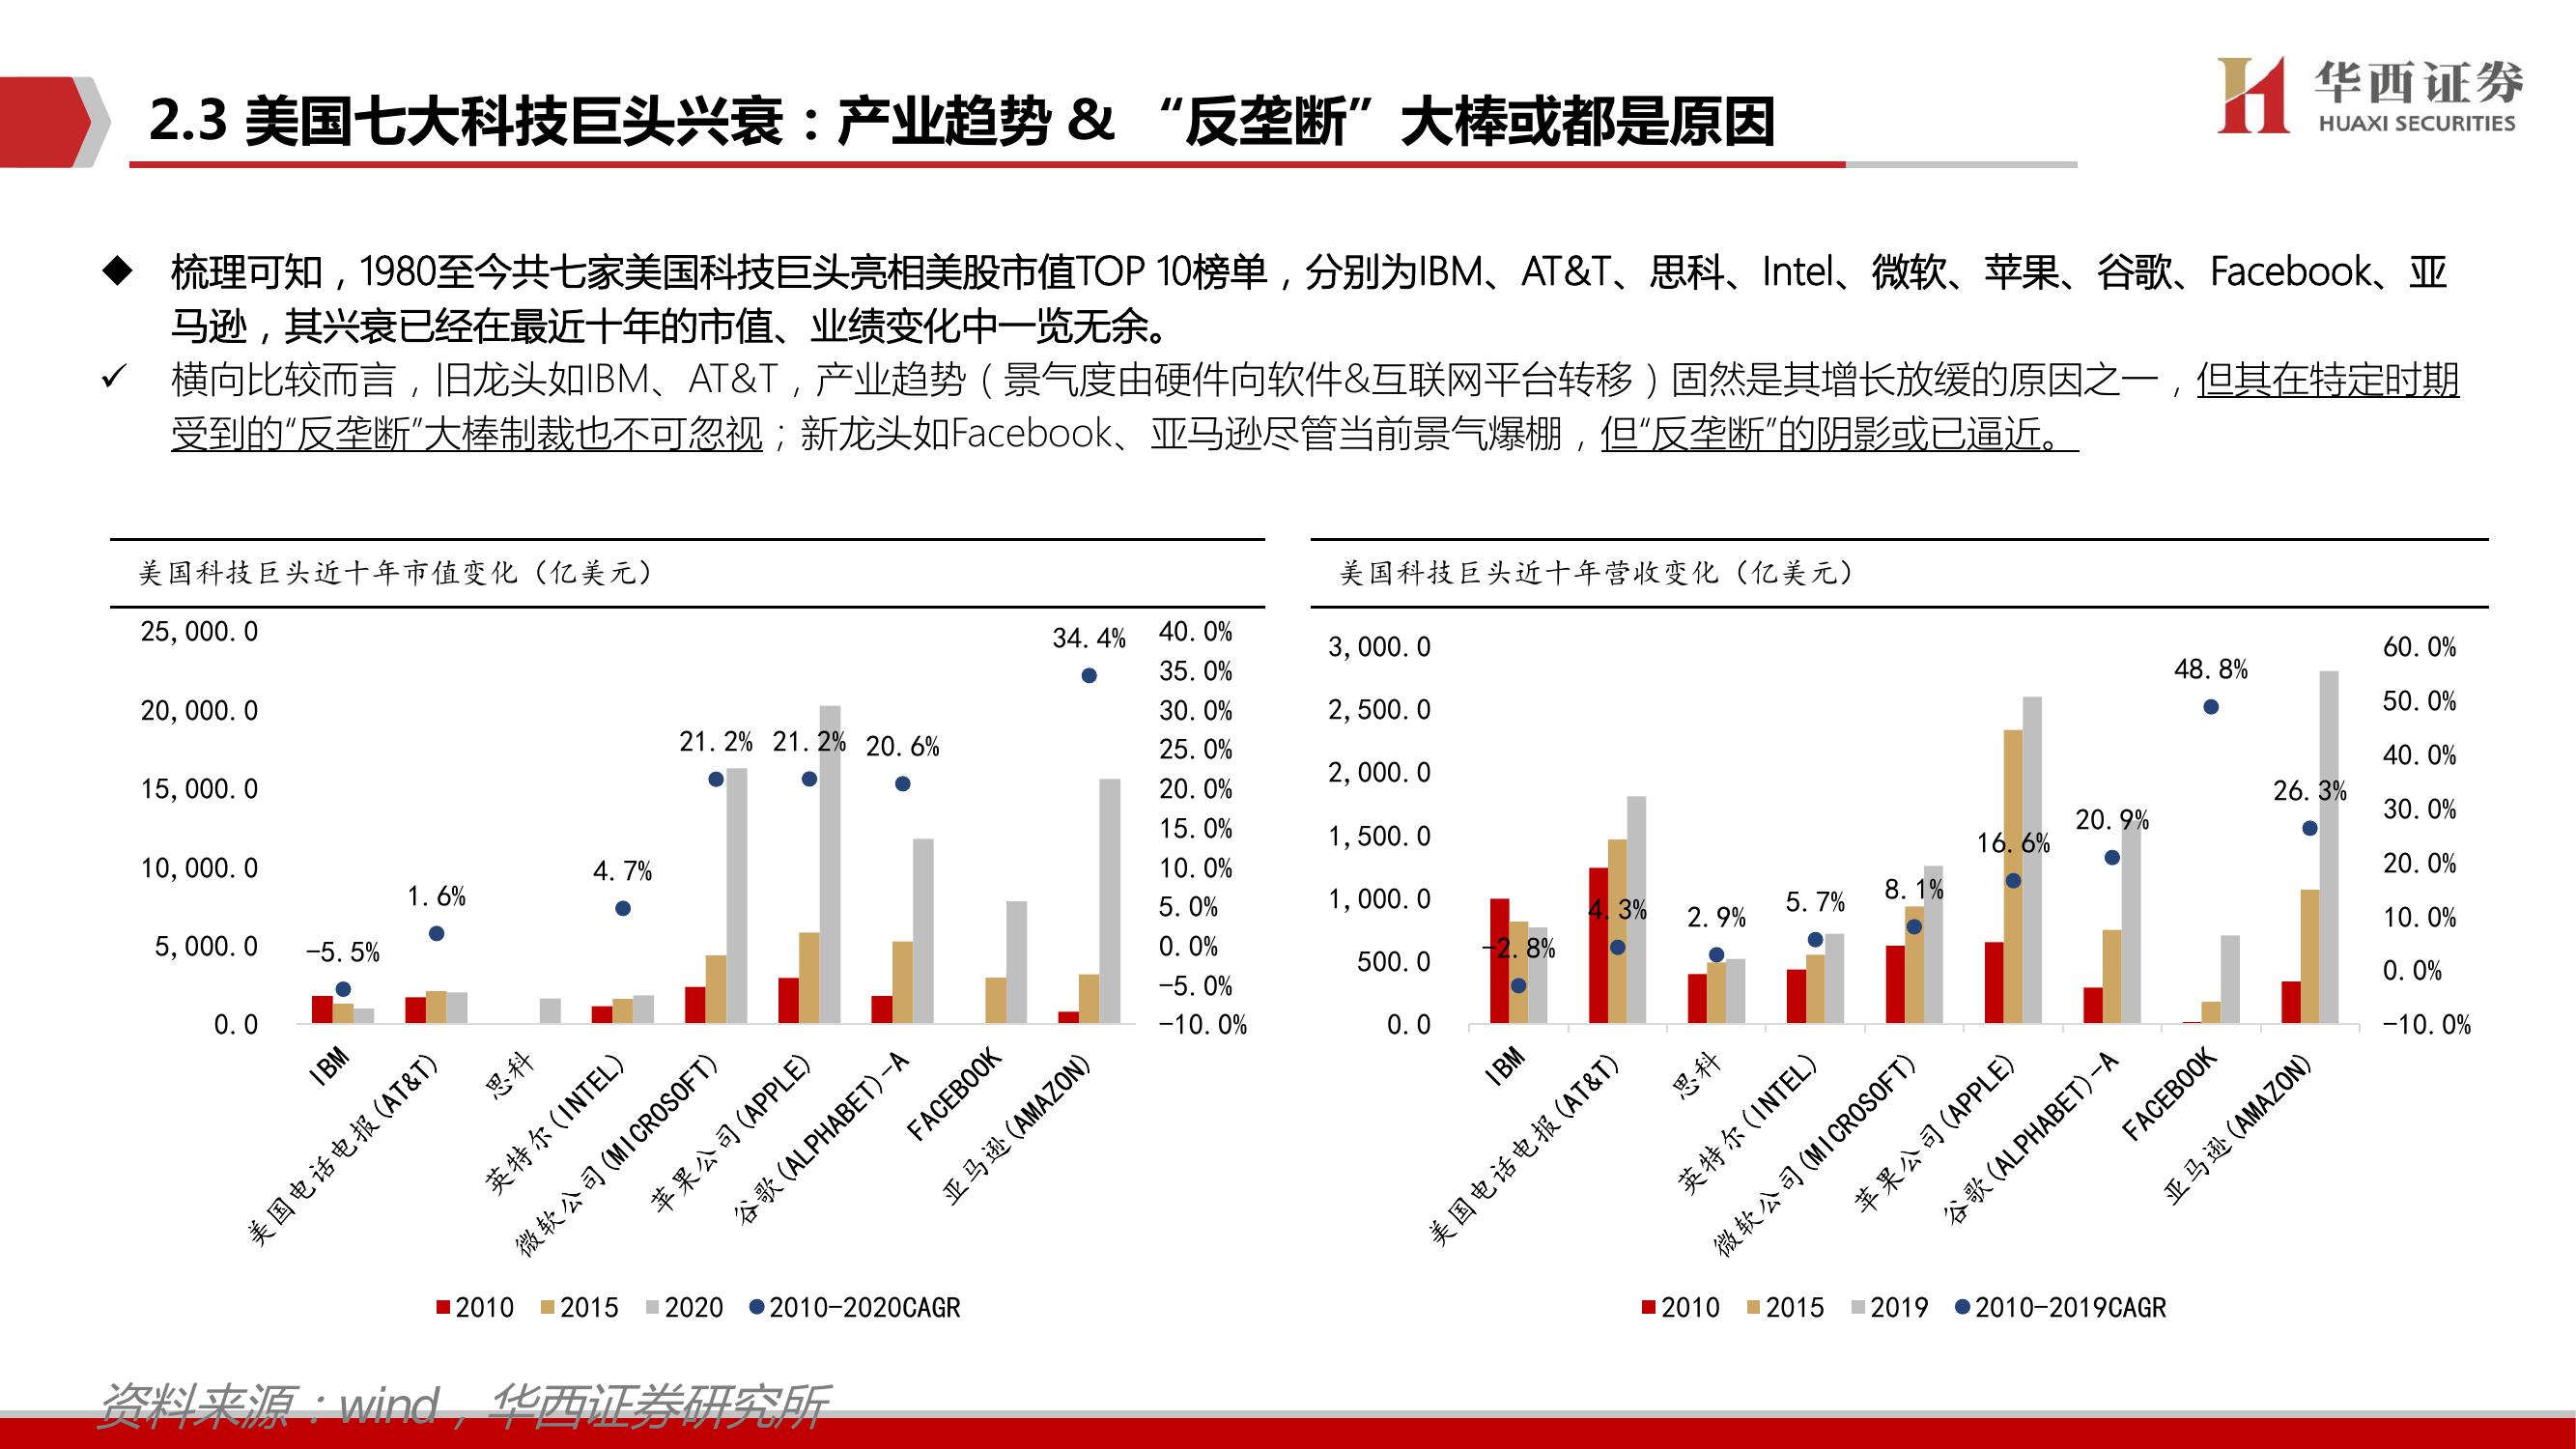 2.3 美国七大科技巨头兴衰：产业趋势 & “反垄断”大棒或都是原因
华西证券
HUAXI SECURITIES
◆ 梳理可知，1980至今共七家美国科技巨头亮相美股市值TOP 10榜单，分别为IBM、AT&T、思科、Intel、微软、苹果、谷歌、Facebook、亚
马逊，其兴衰已经在最近十年的市值、业绩变化中一览无余。
✓ 横向比较而言，旧龙头如IBM、AT&T，产业趋势（景气度由硬件向软件&互联网平台转移）固然是其增长放缓的原因之一，但其在特定时期
受到的“反垄断”大棒制裁也不可忽视；新龙头如Facebook、亚马逊尽管当前景气爆棚，但“反垄断”的阴影或已逼近。
美国科技巨头近十年市值变化（亿美元）
25,000.0
20,000.0
15,000.0
10,000.0
5,000.0
0.0
-5.5%
1.6%
4.7%
21.2%
21.2%
20.6%
34.4%
40.0%
35.0%
30.0%
25.0%
20.0%
15.0%
10.0%
5.0%
0.0%
-5.0%
-10.0%
IBM
美国电话电报(AT&T)
思科
英特尔(INTEL)
微软公司(MICROSOFT)
苹果公司(APPLE)
谷歌(ALPHABET)-A
FACEBOOK
亚马逊(AMAZON)
2010 2015 2020 2010-2020CAGR
美国科技巨头近十年营收变化（亿美元）
3,000.0
2,500.0
2,000.0
1,500.0
1,000.0
500.0
0.0
-2.8%
4.3%
2.9%
5.7%
8.1%
16.6%
20.9%
48.8%
26.3%
60.0%
50.0%
40.0%
30.0%
20.0%
10.0%
0.0%
-10.0%
IBM
美国电话电报(AT&T)
思科
英特尔(INTEL)
微软公司(MICROSOFT)
苹果公司(APPLE)
谷歌(ALPHABET)-A
FACEBOOK
亚马逊(AMAZON)
2010 2015 2019 2010-2019CAGR
资料来源：wind，华西证券研究所